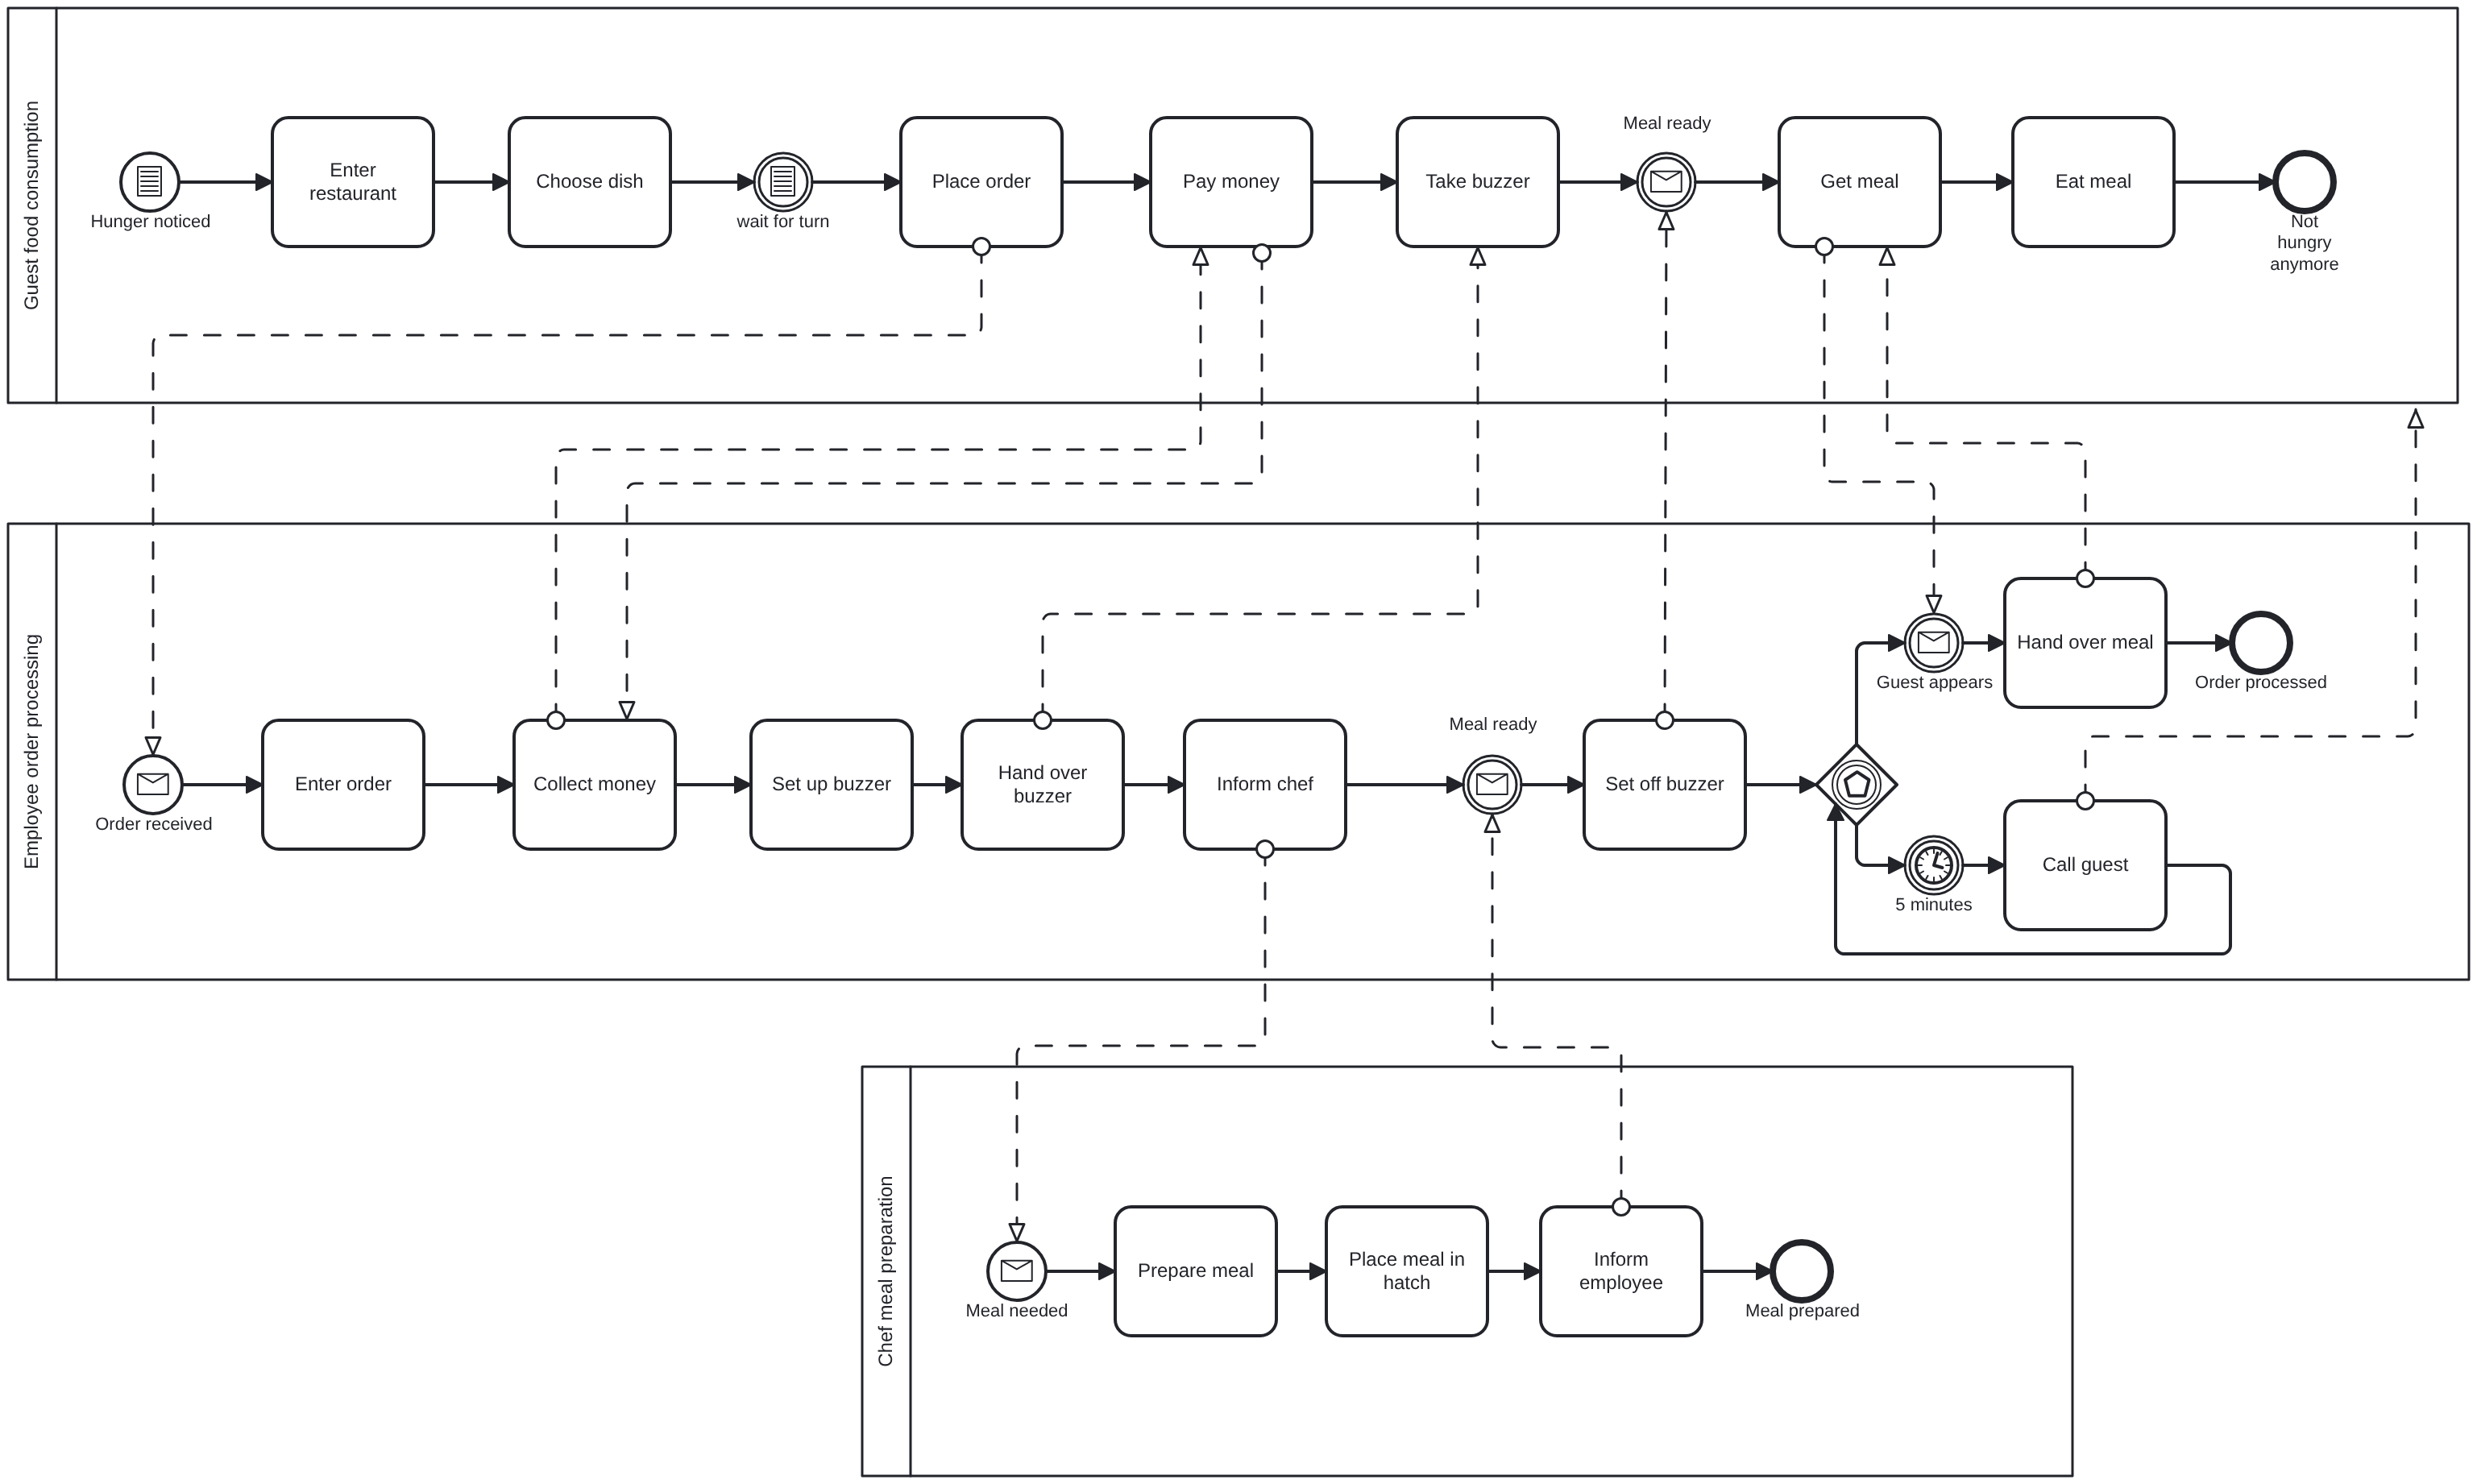 Guest food consumption
Hunger noticed
Enter
restaurant
Choose dish
wait for turn
Place order
Pay money
Take buzzer
Meal ready
Get meal
Eat meal
Not
hungry
anymore
Employee order processing
Order received
Enter order
Collect money
Set up buzzer
Hand over
buzzer
Inform chef
Meal ready
Set off buzzer
Guest appears
Hand over meal
Order processed
5 minutes
Call guest
Chef meal preparation
Meal needed
Prepare meal
Place meal in
hatch
Inform
employee
Meal prepared